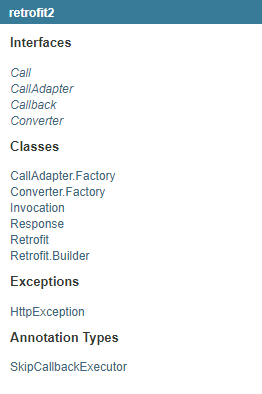 retrofit2
Interfaces
Call
CallAdapter
Callback
Converter
Classes
CallAdapter.Factory
Converter.Factory
Invocation
Response
Retrofit
Retrofit.Builder
Exceptions
HttpException
Annotation Types
SkipCallbackExecutor